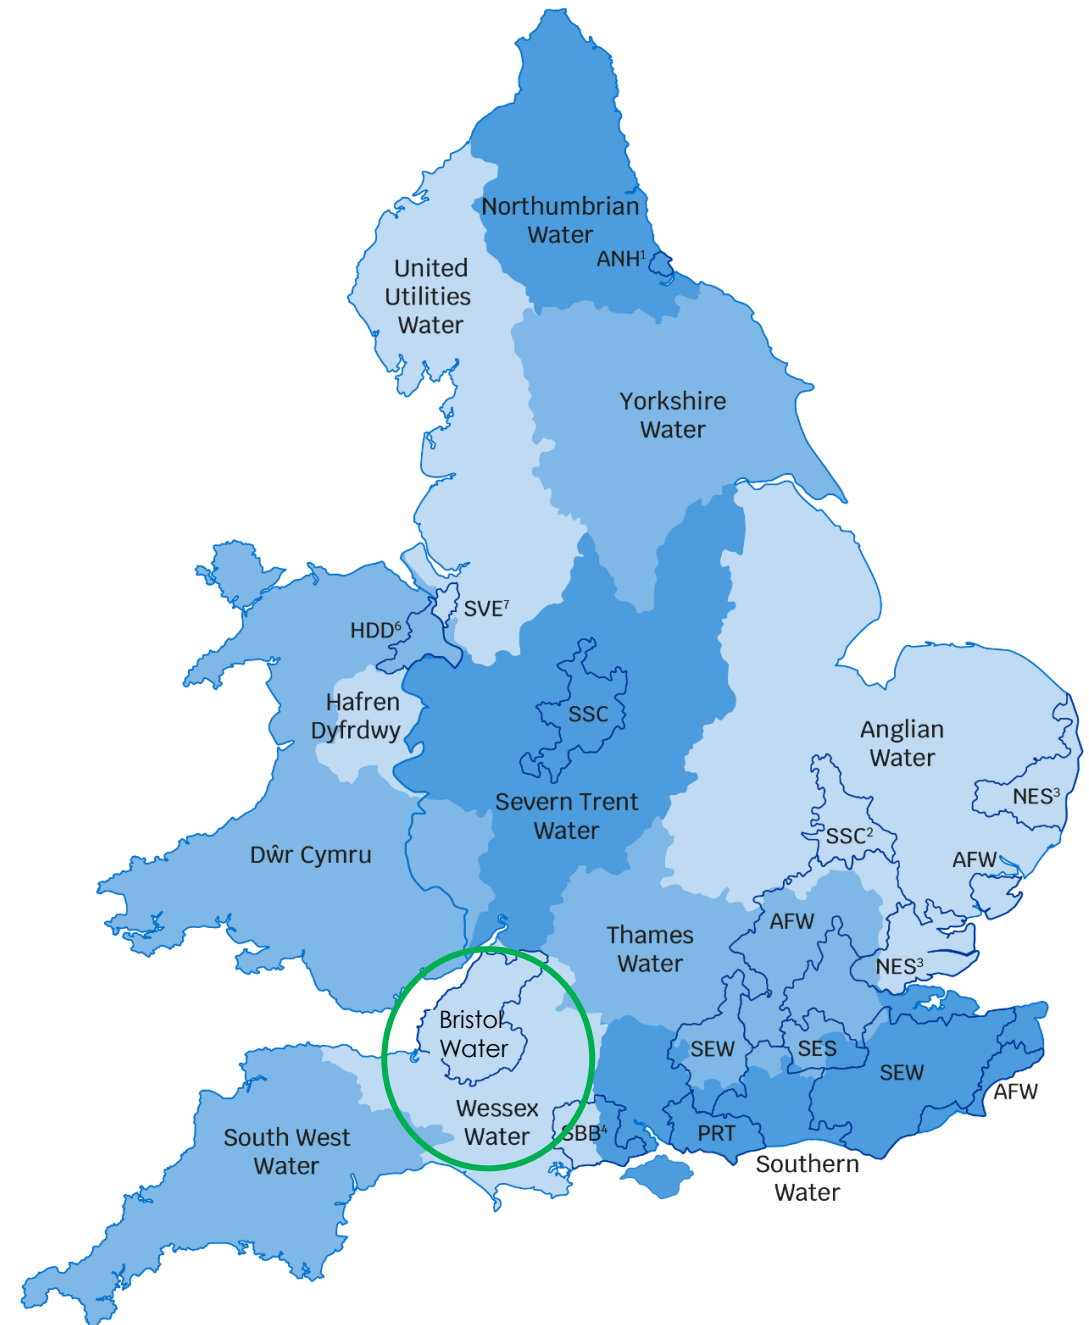 Northumbrian
Water
ANH¹
United
Utilities
Water
Yorkshire
Water
SVE⁷
HDD⁶
Hafren
Dyfrdwy
SSC
Anglian
Water
NES³
Severn Trent
Water
SSC²
Dŵr Cymru
AFW
AFW
Thames
Water
NES³
Bristol
Water
SEW
SES
SEW
AFW
Wessex
Water
SBB⁴
PRT
South West
Water
Southern
Water